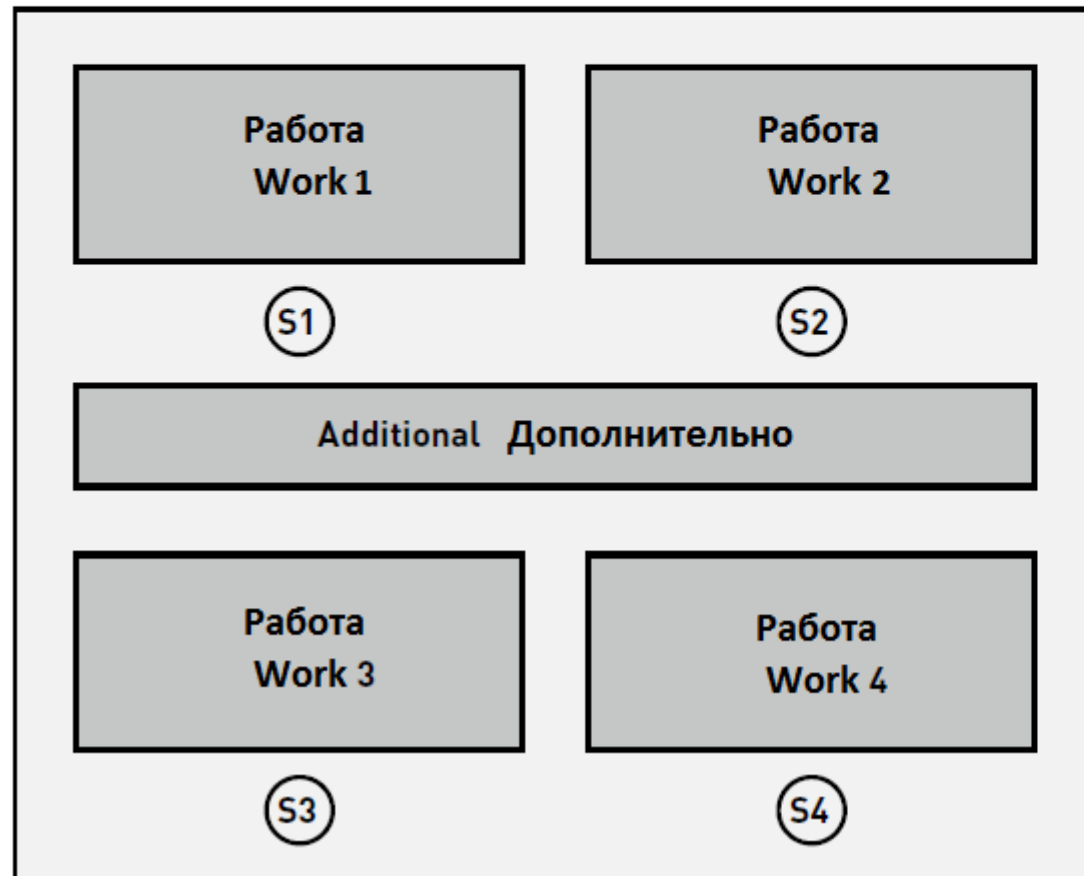 Работа
Work 1
Работа
Work 2
S1
S2
Additional Дополнительно
Работа
Work 3
Работа
Work 4
S3
S4